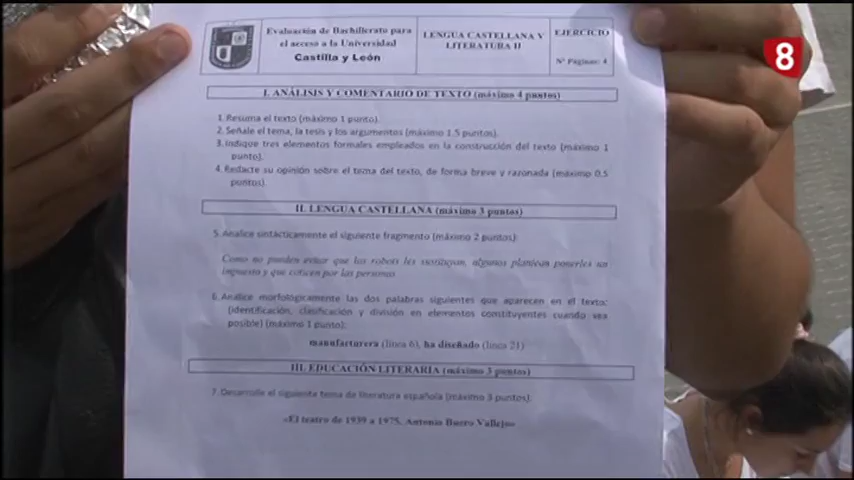 8
Evaluación de Bachillerato para
el acceso a la Universidad
Castilla y León
LENGUA CASTELLANA Y
LITERATURA II
EJERCICIO
Nº Páginas: 4
I. ANÁLISIS Y COMENTARIO DE TEXTO (máximo 4 puntos)
1. Resuma el texto (máximo 1 punto).
2. Señale el tema, la tesis y los argumentos (máximo 1.5 puntos).
3. Indique tres elementos formales empleados en la construcción del texto (máximo 1
punto).
4. Redacte su opinión sobre el tema del texto, de forma breve y razonada (máximo 0.5
puntos).
II. LENGUA CASTELLANA (máximo 3 puntos)
5. Analice sintácticamente el siguiente fragmento (máximo 2 puntos):
Como no pueden evitar que los robots les sustituyan, algunos plantean ponerles un
impuesto y que coticen por las personas.
6. Analice morfológicamente las dos palabras siguientes que aparecen en el texto:
(identificación, clasificación y división en elementos constituyentes cuando sea
posible) (máximo 1 punto):
manufacturera (línea 6), ha diseñado (línea 21)
III. EDUCACIÓN LITERARIA (máximo 3 puntos)
7. Desarrolle el siguiente tema de literatura española (máximo 3 puntos).
«El teatro de 1939 a 1975. Antonio Buero Vallejo»